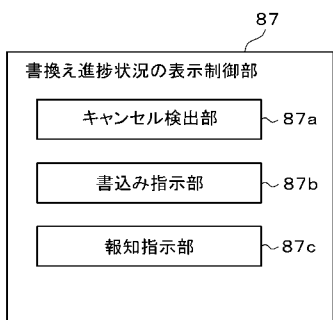 87
書換え進捗状況の表示制御部
キャンセル検出部 87a
書込み指示部 87b
報知指示部 87c